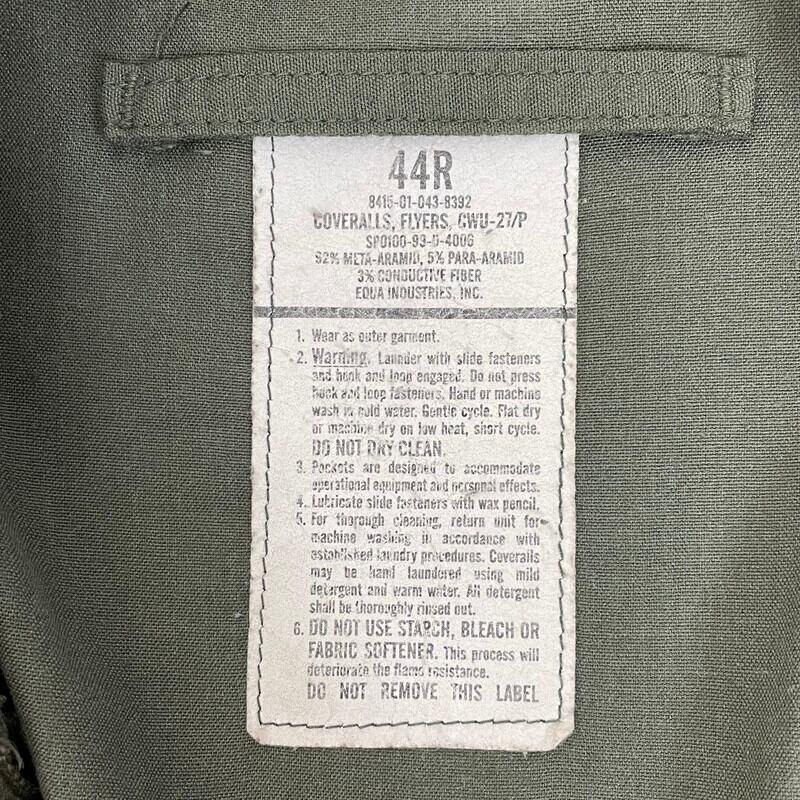 44R
8415-01-043-8392
COVERALLS, FLYERS, CWU-27/P
SP0100-99-D-4006
92% META-ARAMID, 5% PARA-ARAMID
3% CONDUCTIVE FIBER
EQUA INDUSTRIES, INC.
1. Wear as outer garment.
2. Warning. Launder with slide fasteners
and hook and loop engaged. Do not press
hook and loop fasteners. Hand or machine
wash in cold water. Gentle cycle. Flat dry
or machine dry on low heat, short cycle.
DO NOT DRY CLEAN.
3. Pockets are designed to accommodate
operational equipment and personal effects.
4. Lubricate slide fasteners with wax pencil.
5. For thorough cleaning, return unit for
machine washing in accordance with
established laundry procedures. Coveralls
may be hand laundered using mild
detergent and warm water. All detergent
shall be thoroughly rinsed out.
6. DO NOT USE STARCH, BLEACH OR
FABRIC SOFTENER. This process will
deteriorate the flame resistance.
DO NOT REMOVE THIS LABEL